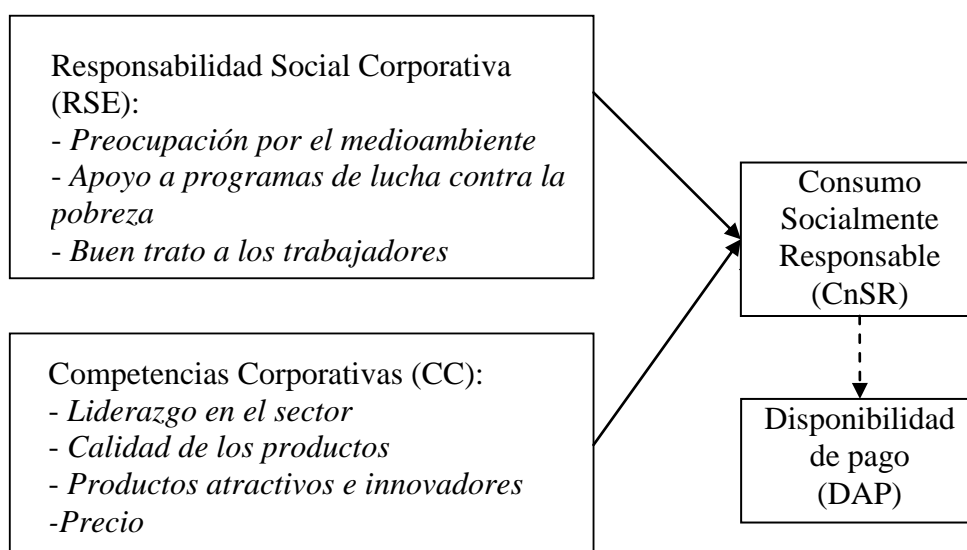 Responsabilidad Social Corporativa
(RSE):
- Preocupación por el medioambiente
- Apoyo a programas de lucha contra la
pobreza
- Buen trato a los trabajadores
Competencias Corporativas (CC):
- Liderazgo en el sector
- Calidad de los productos
- Productos atractivos e innovadores
-Precio
Consumo
Socialmente
Responsable
(CnSR)
Disponibilidad
de pago
(DAP)